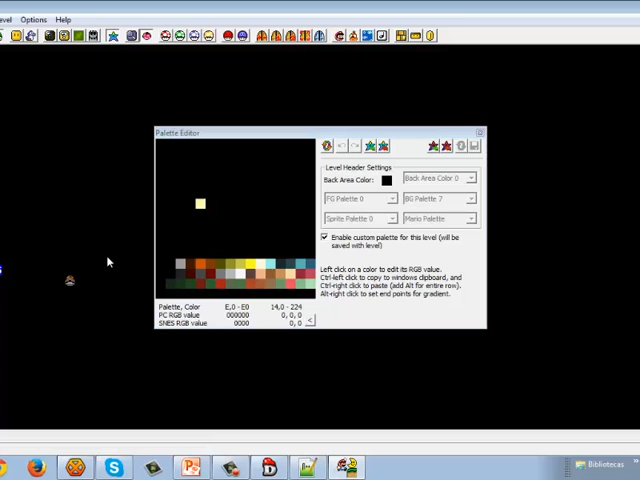 evel Options Help
Palette Editor
Level Header Settings
Back Area Color: Back Area Color 0
FG Palette 0 BG Palette 7
Sprite Palette 0 Mario Palette
Enable custom palette for this level (will be
saved with level)
Left click on a color to edit its RGB value.
Ctrl-left click to copy to windows clipboard, and
Ctrl-right click to paste (add Alt for entire row).
Alt-right click to set end points for gradient.
Palette, Color E,0 - E0 14,0 - 224
PC RGB value 000000 0, 0, 0
SNES RGB value 0000 0, 0
<
Bibliotecas »